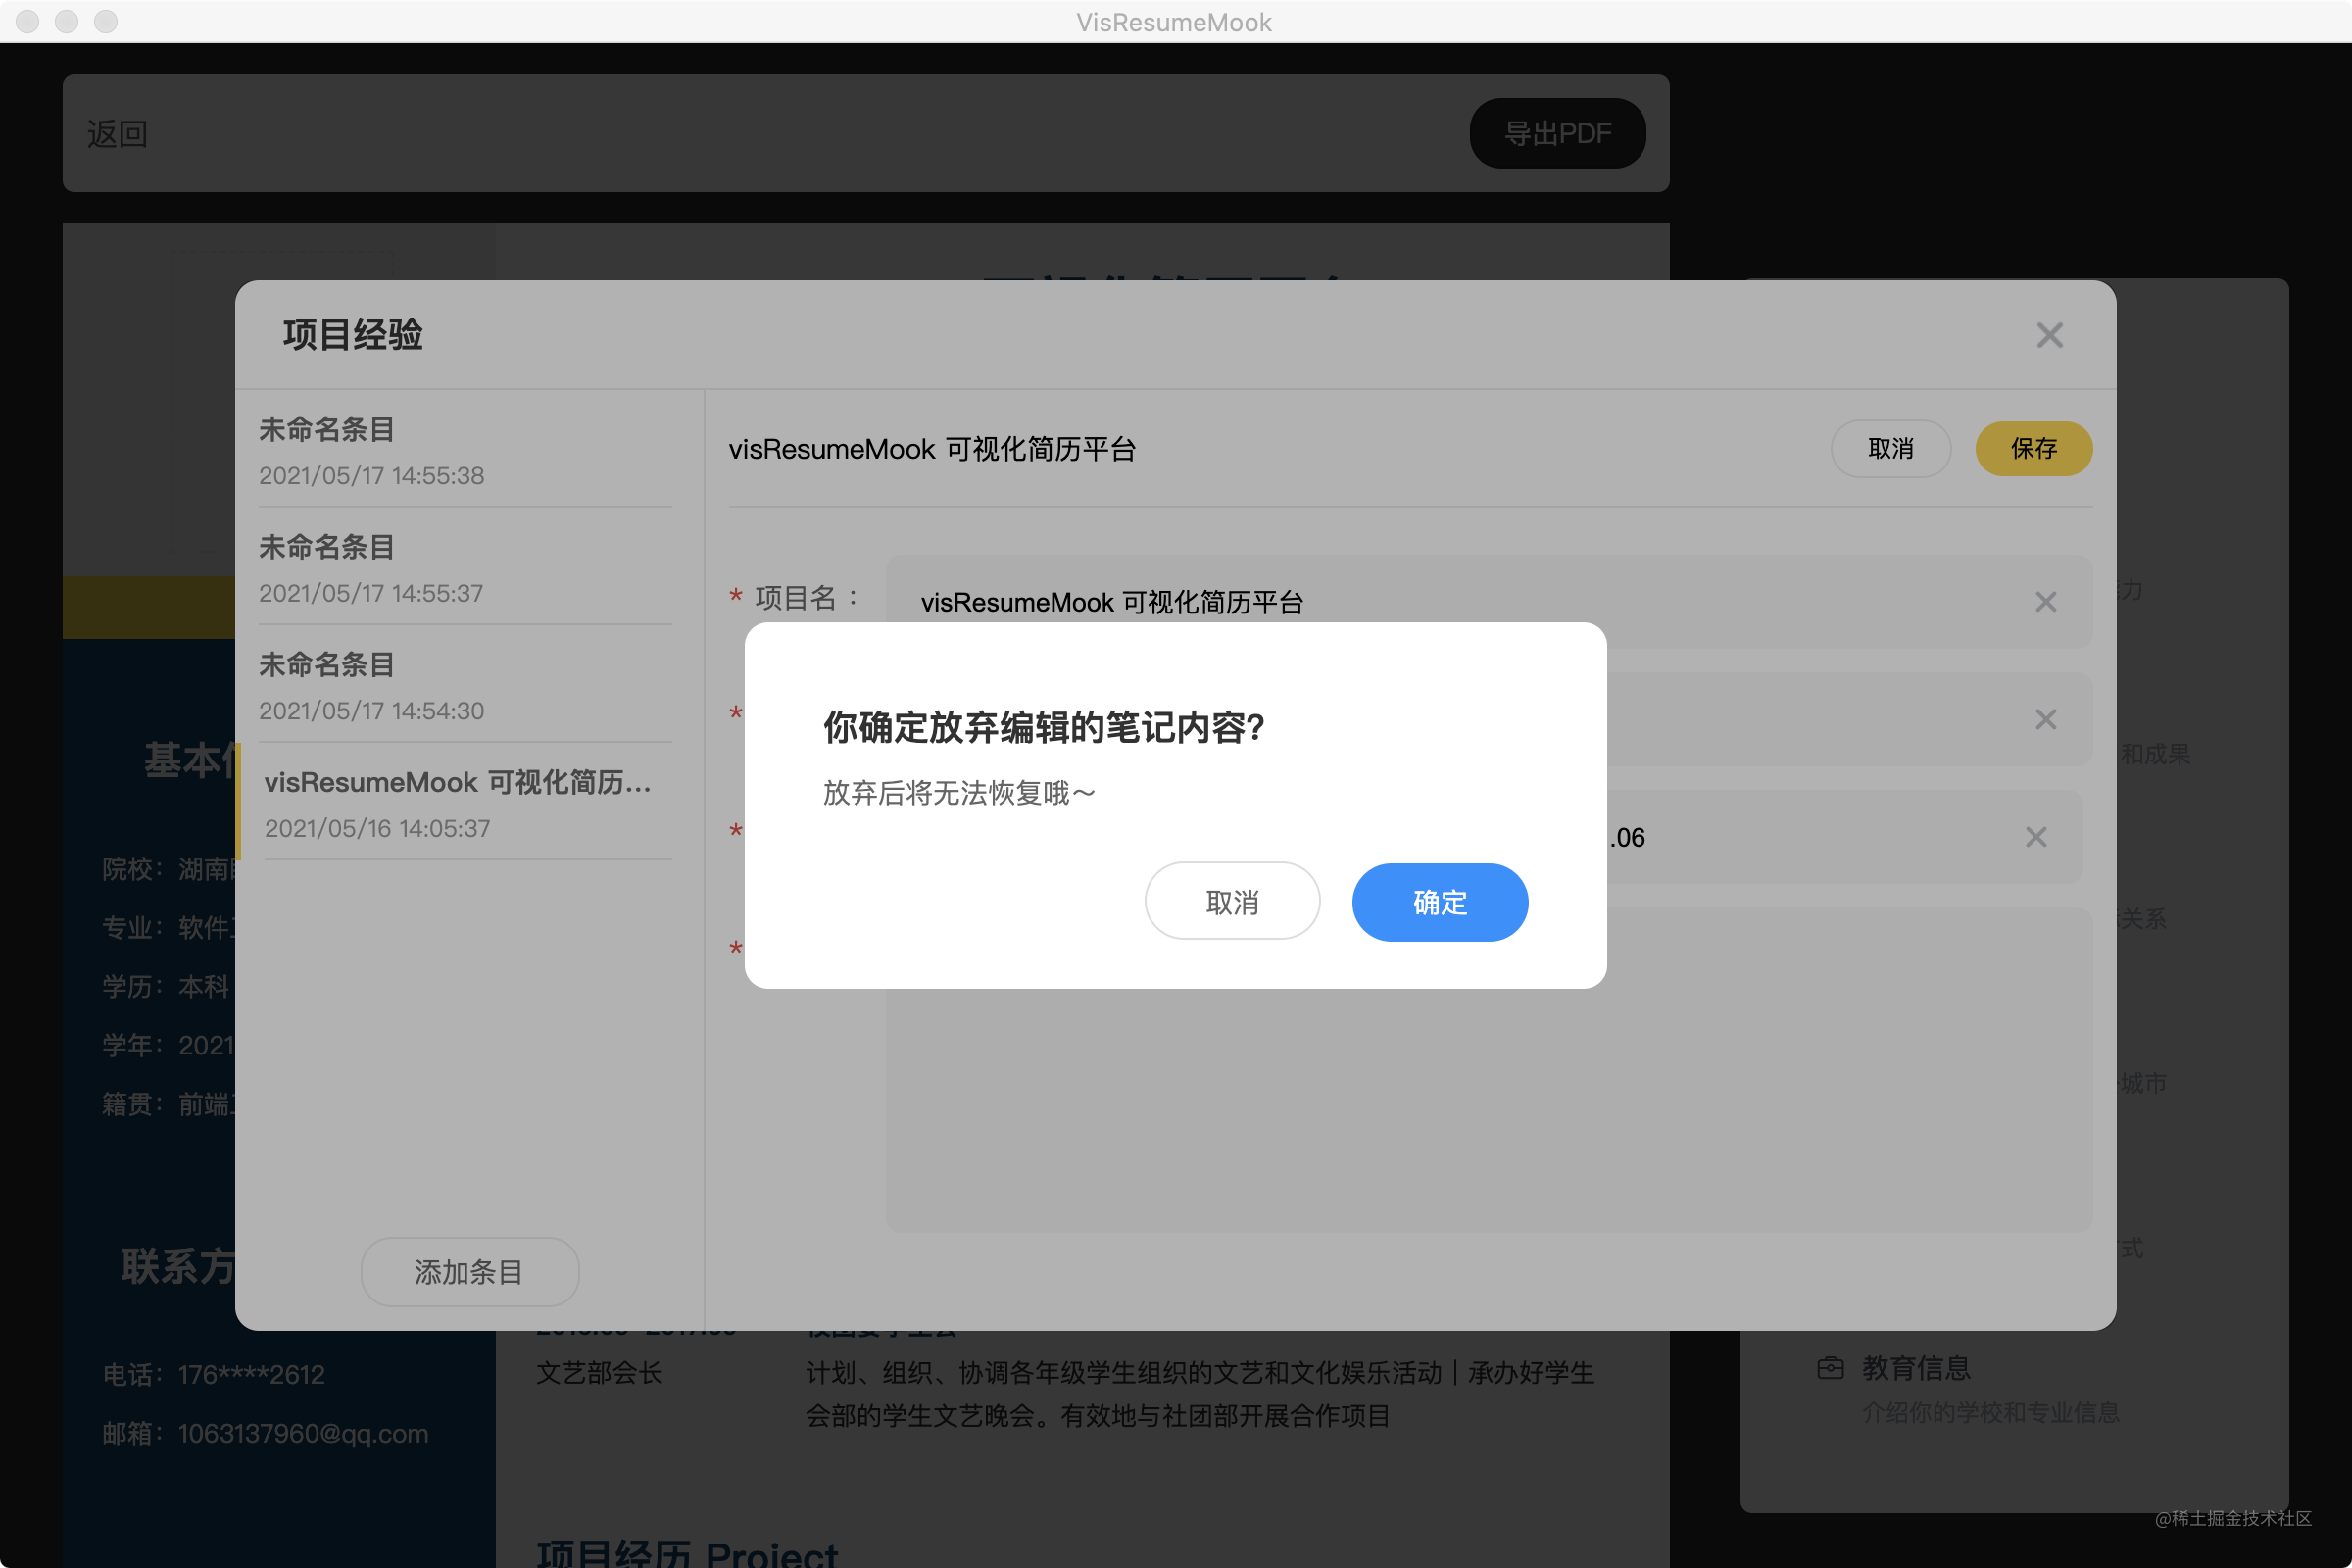 VisResumeMook
返回
导出PDF
项目经验
未命名条目
2021/05/17 14:55:38
未命名条目
2021/05/17 14:55:37
未命名条目
2021/05/17 14:54:30
visResumeMook 可视化简历...
2021/05/16 14:05:37
添加条目
visResumeMook 可视化简历平台
取消
保存
* 项目名：
visResumeMook 可视化简历平台
*
*
.06
*
你确定放弃编辑的笔记内容?
放弃后将无法恢复哦～
取消
确定
基本
院校：湖南
专业：软件
学历：本科
学年：2021
籍贯：前端
联系方
电话：176****2612
邮箱：1063137960@qq.com
文艺部会长
计划、组织、协调各年级学生组织的文艺和文化娱乐活动｜承办好学生
会部的学生文艺晚会。有效地与社团部开展合作项目
项目经历 Project
力
和成果
关系
城市
式
教育信息
介绍你的学校和专业信息
@稀土掘金技术社区